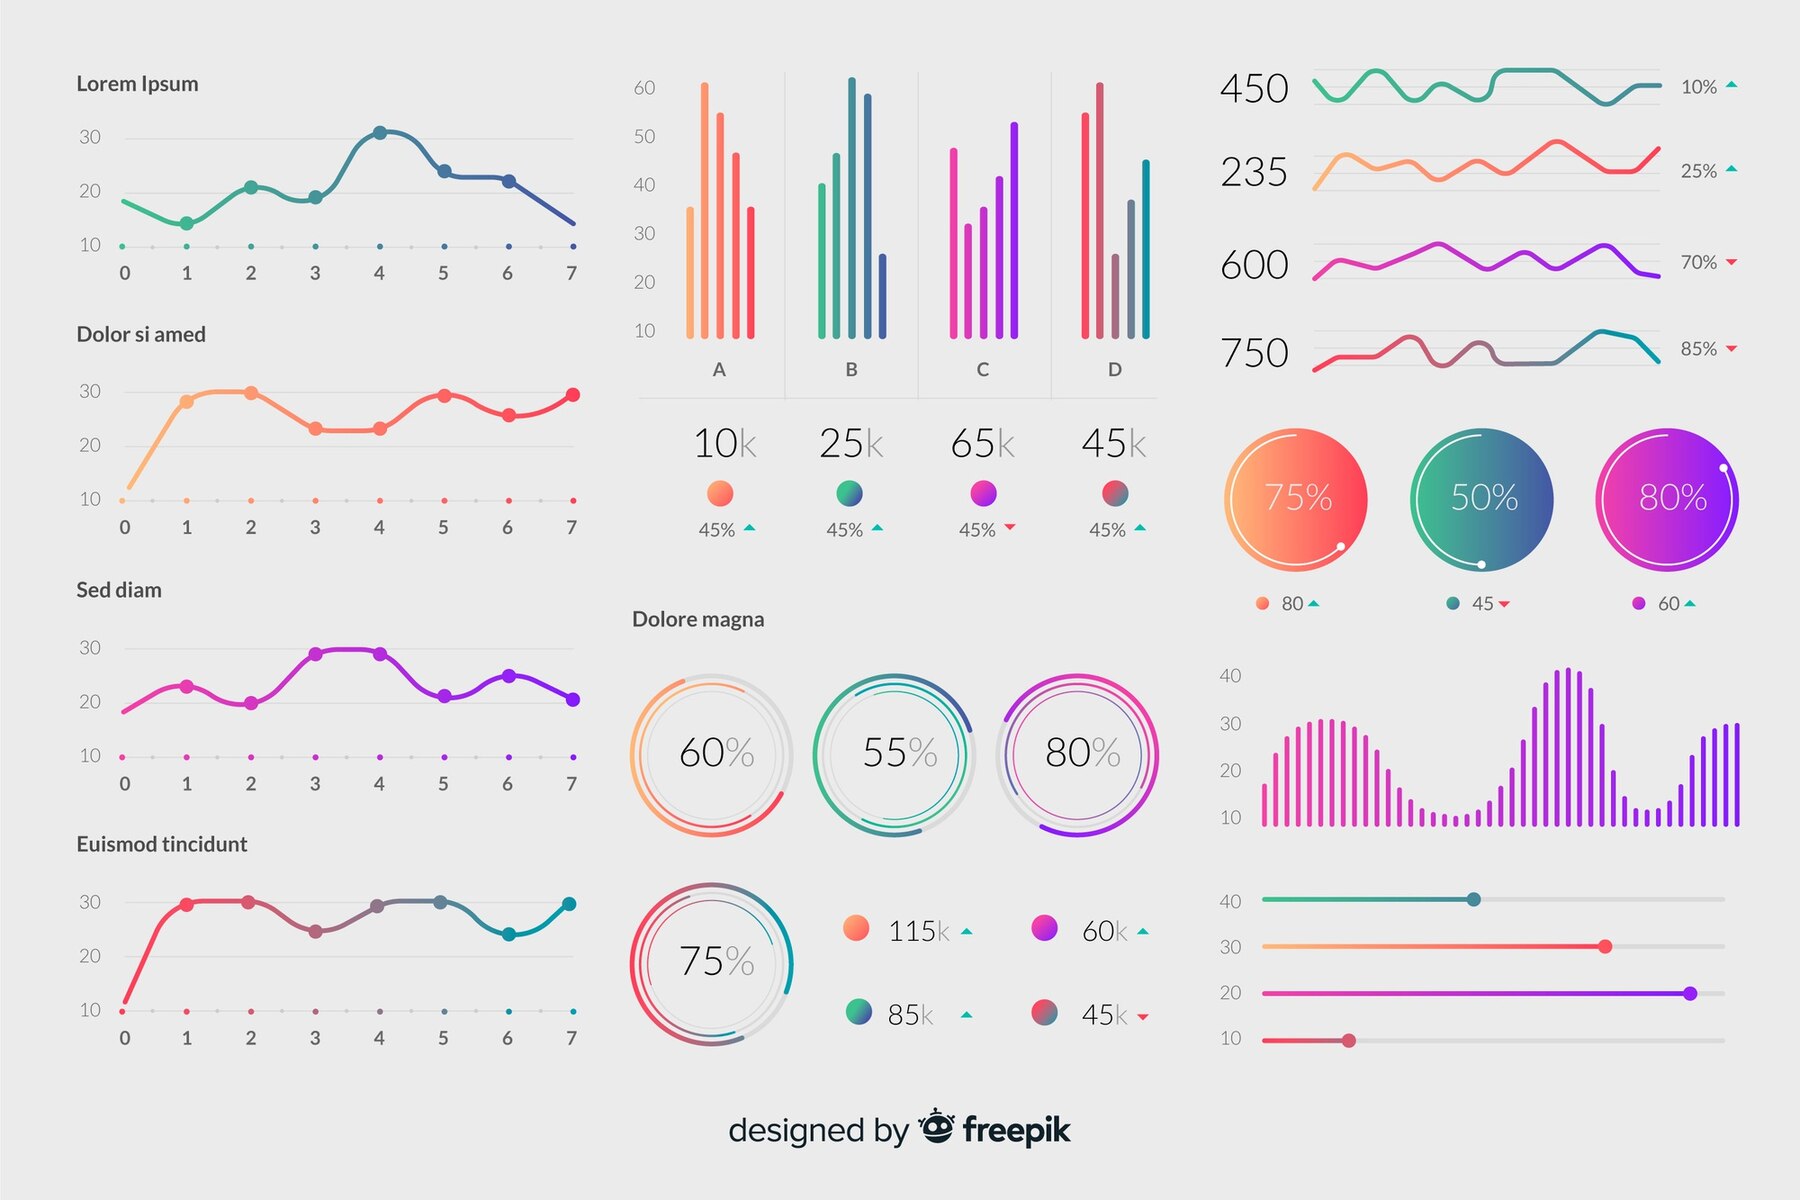 Lorem Ipsum
30
20
10
0 1 2 3 4 5 6 7
Dolor si amed
30
20
10
0 1 2 3 4 5 6 7
Sed diam
30
20
10
0 1 2 3 4 5 6 7
Euismod tincidunt
30
20
10
0 1 2 3 4 5 6 7
60
50
40
30
20
10
A B C D
10k 25k 65k 45k
45% 45% 45% 45%
Dolore magna
60% 55% 80%
75%
115k 60k
85k 45k
450 10%
235 25%
600 70%
750 85%
75% 50% 80%
80 45 60
40
30
20
10
40
30
20
10
designed by freepik